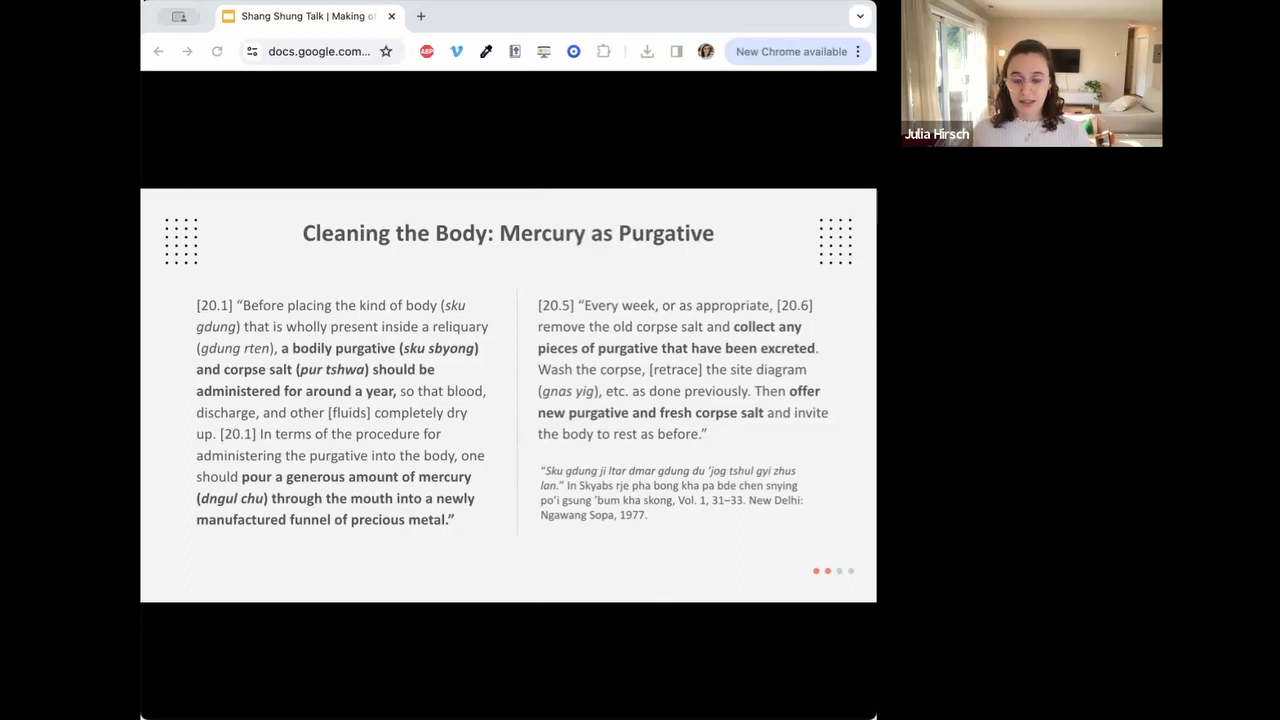 Shang Shung Talk | Making of
docs.google.com...
ABP
New Chrome available
Julia Hirsch
Cleaning the Body: Mercury as Purgative
[20.1] “Before placing the kind of body (sku
gdung) that is wholly present inside a reliquary
(gdung rten), a bodily purgative (sku sbyong)
and corpse salt (pur tshwa) should be
administered for around a year, so that blood,
discharge, and other [fluids] completely dry
up. [20.1] In terms of the procedure for
administering the purgative into the body, one
should pour a generous amount of mercury
(dngul chu) through the mouth into a newly
manufactured funnel of precious metal.”
[20.5] “Every week, or as appropriate, [20.6]
remove the old corpse salt and collect any
pieces of purgative that have been excreted.
Wash the corpse, [retrace] the site diagram
(gnas yig), etc. as done previously. Then offer
new purgative and fresh corpse salt and invite
the body to rest as before.”
“Sku gdung ji ltar dmar gdung du ’jog tshul gyi zhus
lan.” In Skyabs rje pha bong kha pa bde chen snying
po’i gsung ’bum kha skong, Vol. 1, 31–33. New Delhi:
Ngawang Sopa, 1977.